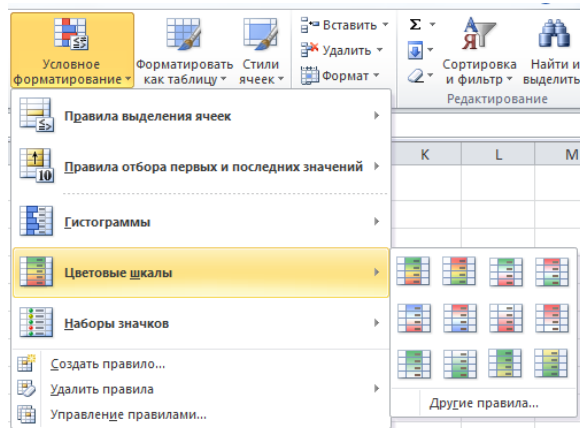 Условное форматирование
Форматировать как таблицу
Стили ячеек
Вставить
Удалить
Формат
Σ
Сортировка и фильтр
Найти и выделить
Редактирование
Правила выделения ячеек
Правила отбора первых и последних значений
Гистограммы
Цветовые шкалы
Наборы значков
Создать правило...
Удалить правила
Управление правилами...
K L M
Другие правила...